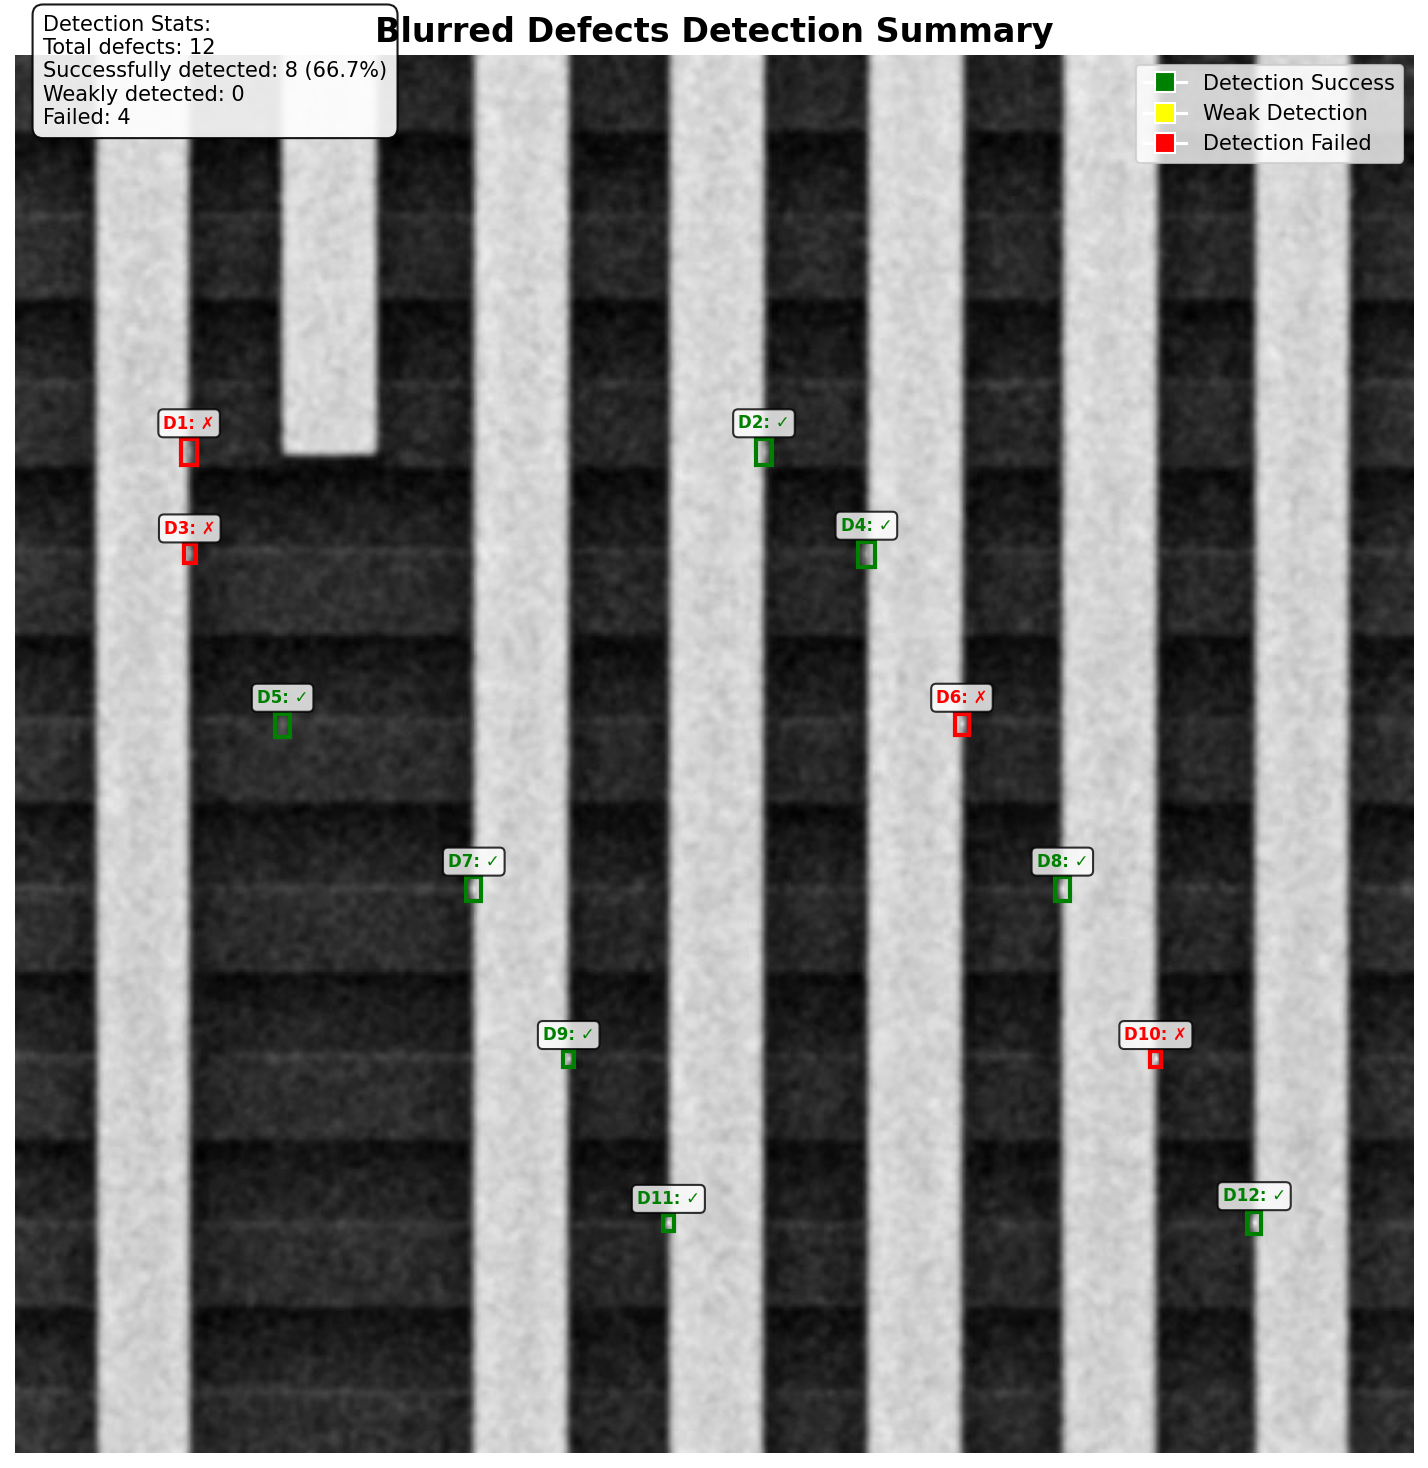 Blurred Defects Detection Summary
Detection Stats:
Total defects: 12
Successfully detected: 8 (66.7%)
Weakly detected: 0
Failed: 4
Detection Success
Weak Detection
Detection Failed
D1: ✗
D2: ✓
D3: ✗
D4: ✓
D5: ✓
D6: ✗
D7: ✓
D8: ✓
D9: ✓
D10: ✗
D11: ✓
D12: ✓